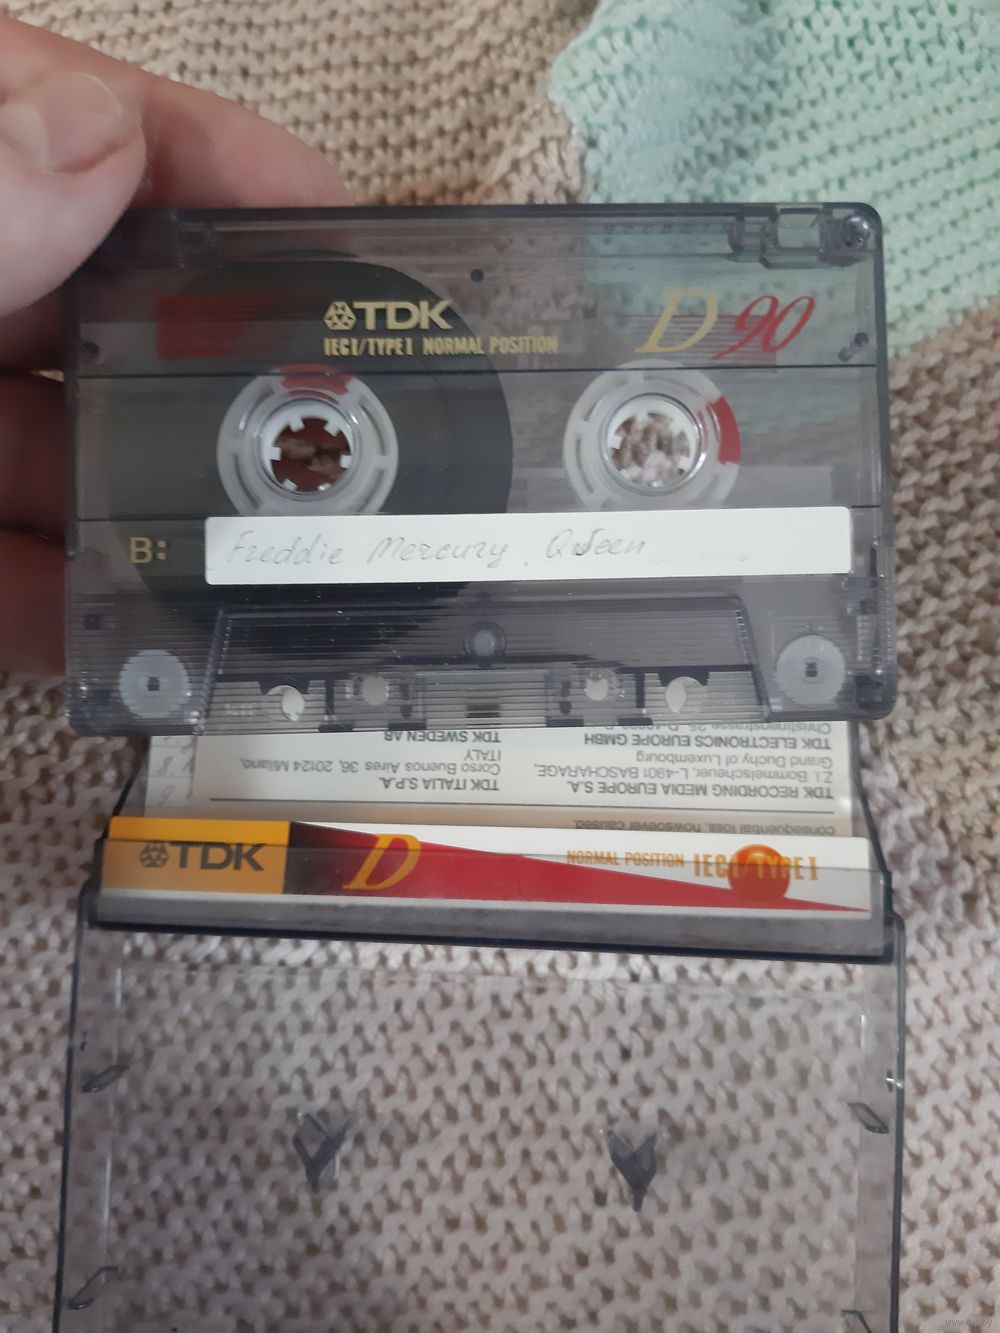 TDK
D 90
IECI/TYPE I NORMAL POSITION
B:
Freddie Mercury, Queen
Christinenstrasse 25,
TDK ELECTRONICS EUROPE GMBH
TDK SWEDEN AB
Grand Duchy of Luxembourg
ITALY
Z.I. Bommelscheuer, L-4901 BASCHARAGE,
Corso Buenos Aires 36, 20124 Milano,
TDK RECORDING MEDIA EUROPE S.A.
TDK ITALIA S.P.A
consequential loss, howsoever caused.
TDK D NORMAL POSITION IECI/TYPE I